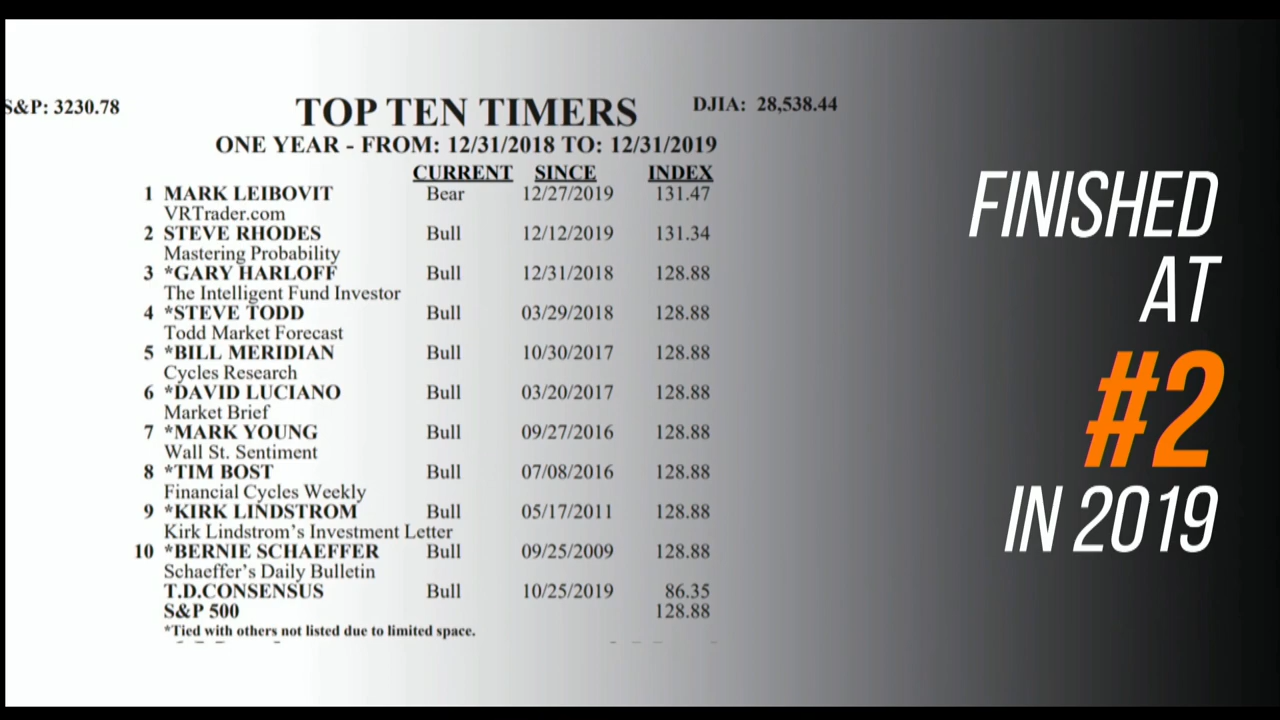 S&P: 3230.78
TOP TEN TIMERS
DJIA: 28,538.44
ONE YEAR - FROM: 12/31/2018 TO: 12/31/2019
CURRENT SINCE INDEX
1 MARK LEIBOVIT Bear 12/27/2019 131.47
VRTrader.com
2 STEVE RHODES Bull 12/12/2019 131.34
Mastering Probability
3 *GARY HARLOFF Bull 12/31/2018 128.88
The Intelligent Fund Investor
4 *STEVE TODD Bull 03/29/2018 128.88
Todd Market Forecast
5 *BILL MERIDIAN Bull 10/30/2017 128.88
Cycles Research
6 *DAVID LUCIANO Bull 03/20/2017 128.88
Market Brief
7 *MARK YOUNG Bull 09/27/2016 128.88
Wall St. Sentiment
8 *TIM BOST Bull 07/08/2016 128.88
Financial Cycles Weekly
9 *KIRK LINDSTROM Bull 05/17/2011 128.88
Kirk Lindstrom's Investment Letter
10 *BERNIE SCHAEFFER Bull 09/25/2009 128.88
Schaeffer's Daily Bulletin
T.D.CONSENSUS Bull 10/25/2019 86.35
S&P 500 128.88
*Tied with others not listed due to limited space.
FINISHED
AT
#2
IN 2019